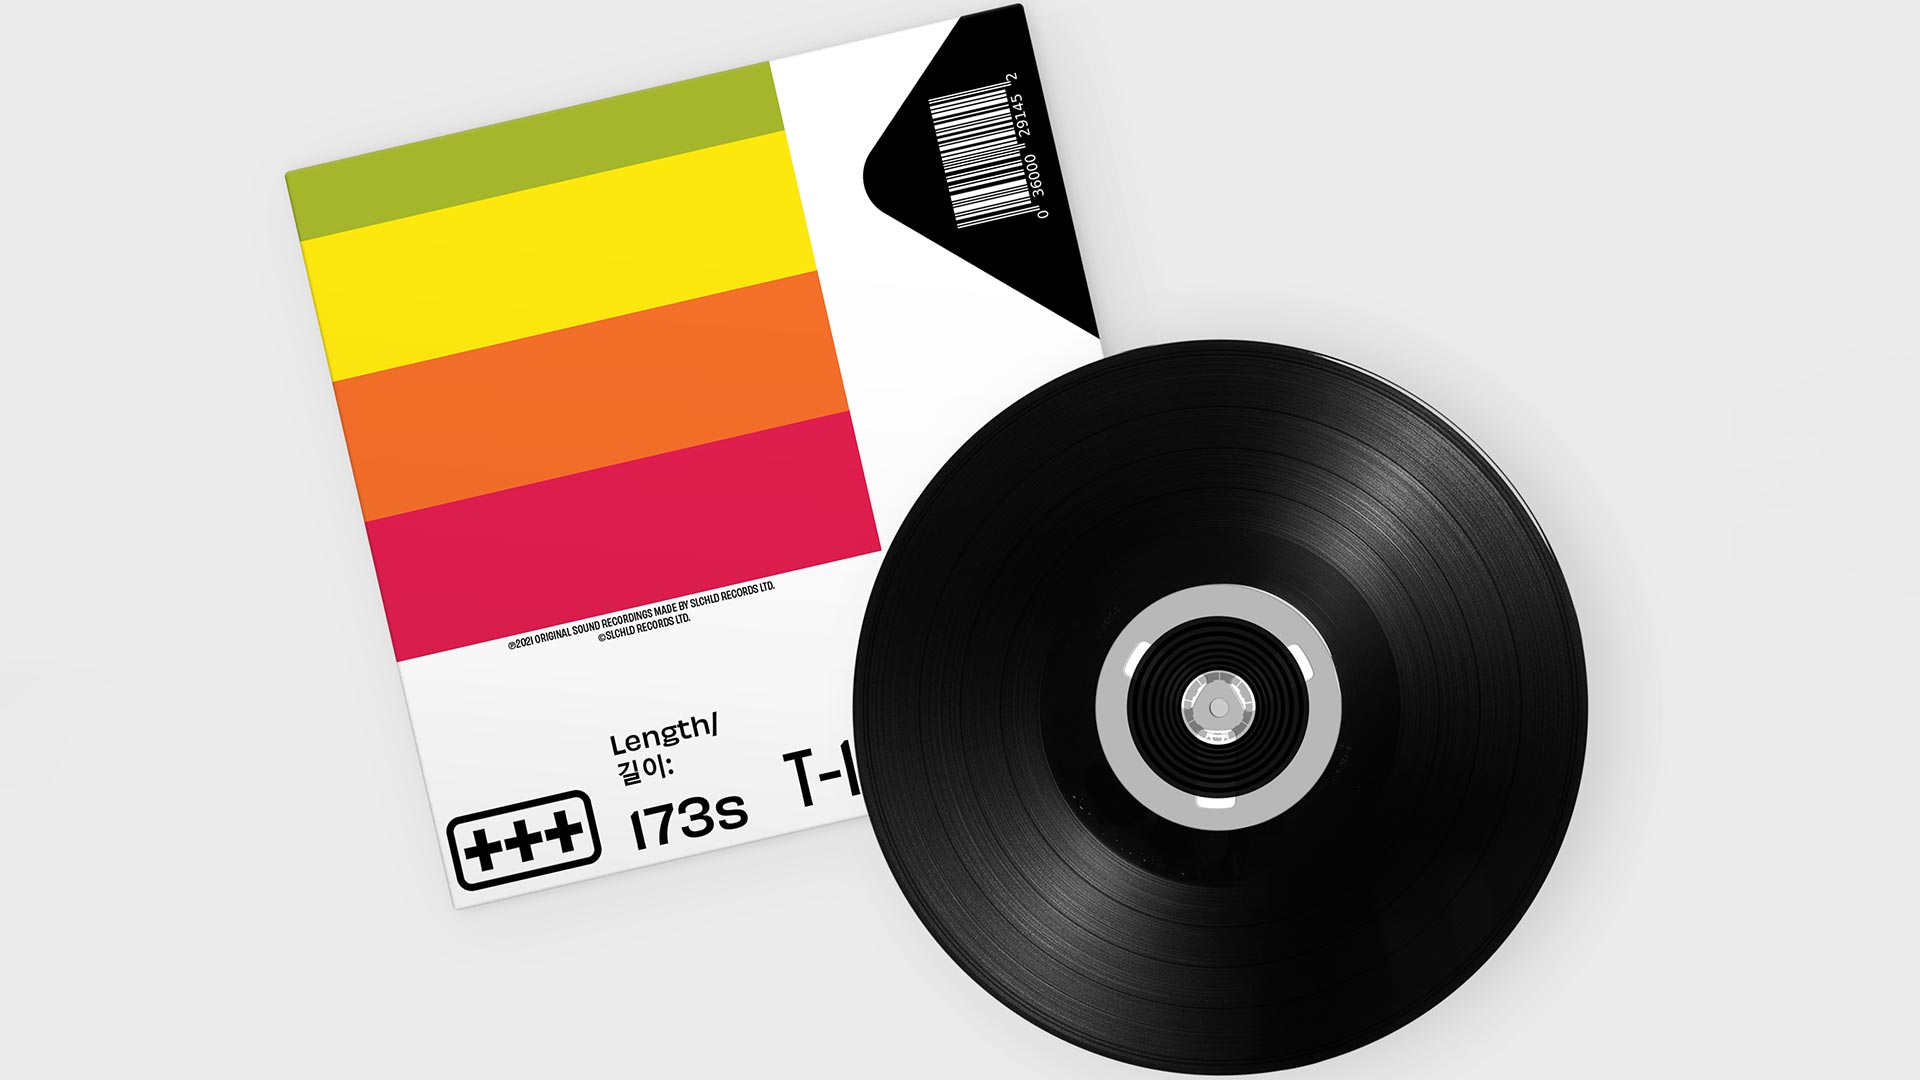 0 36000 29145 2
℗2021 ORIGINAL SOUND RECORDINGS MADE BY SLCHLD RECORDS LTD.
©SLCHLD RECORDS LTD.
Length/
길이:
173s
T-1
+++